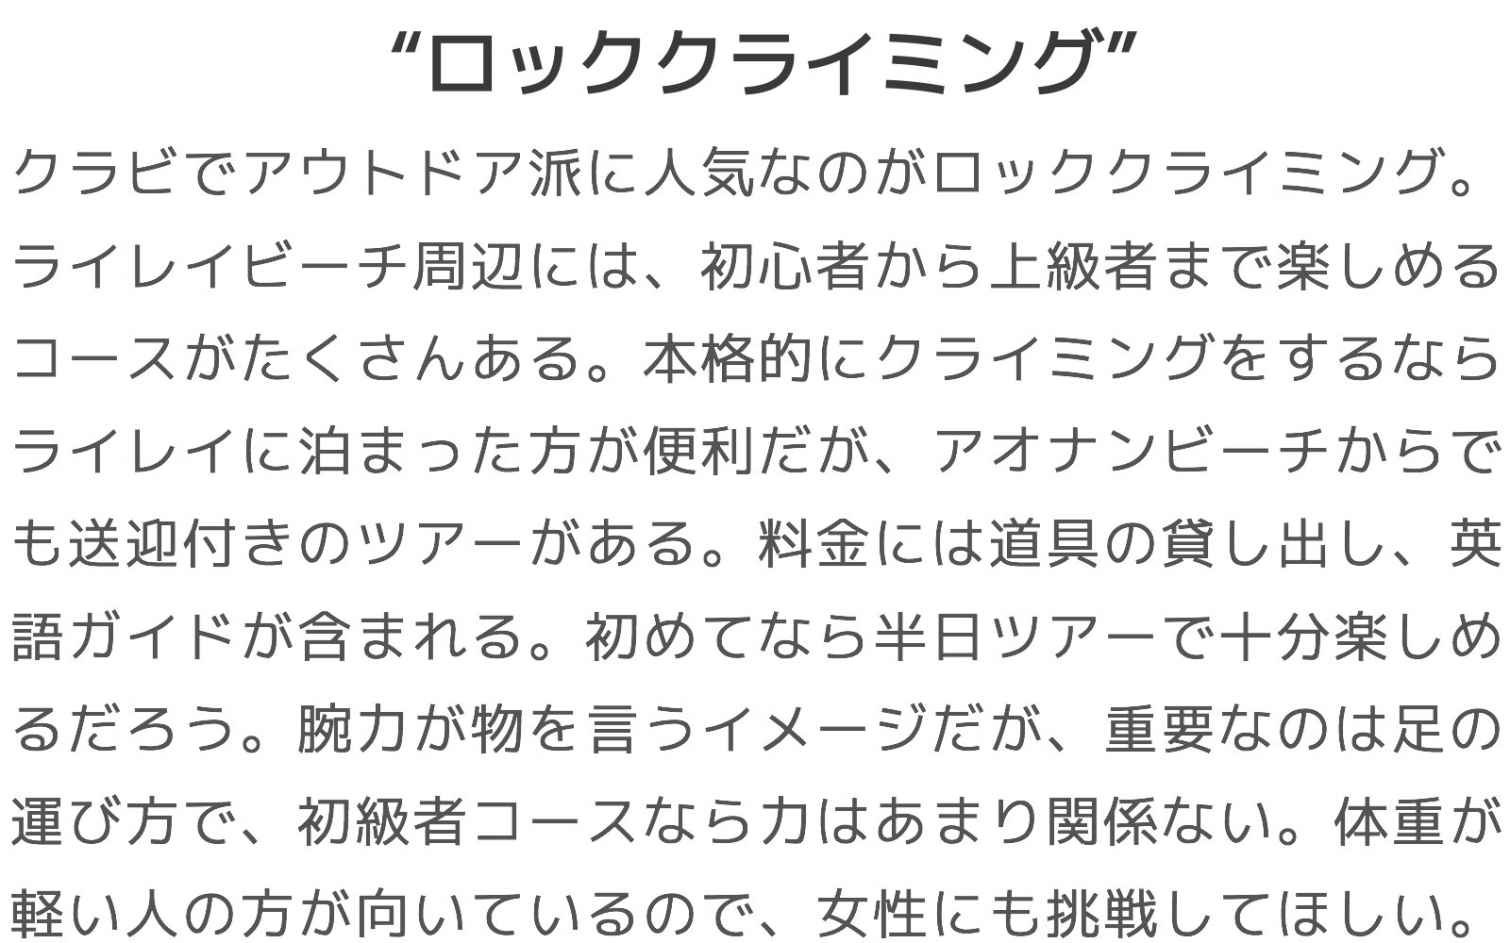 “ロッククライミング”
クラビでアウトドア派に人気なのがロッククライミング。
ライレイビーチ周辺には、初心者から上級者まで楽しめる
コースがたくさんある。本格的にクライミングをするなら
ライレイに泊まった方が便利だが、アオナンビーチからで
も送迎付きのツアーがある。料金には道具の貸し出し、英
語ガイドが含まれる。初めてなら半日ツアーで十分楽しめ
るだろう。腕力が物を言うイメージだが、重要なのは足の
運び方で、初級者コースなら力はあまり関係ない。体重が
軽い人の方が向いているので、女性にも挑戦してほしい。